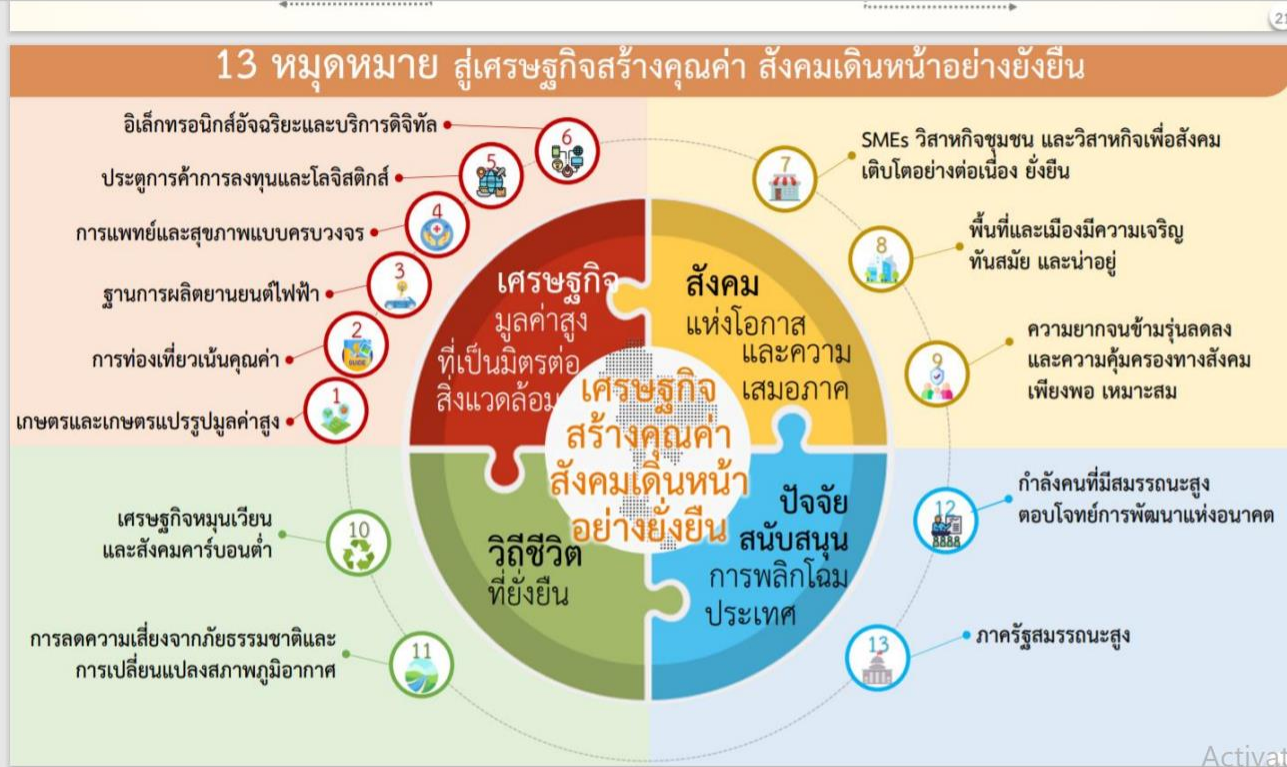 21
13 หมุดหมาย สู่เศรษฐกิจสร้างคุณค่า สังคมเดินหน้าอย่างยั่งยืน
อิเล็กทรอนิกส์อัจฉริยะและบริการดิจิทัล
6
ประตูการค้าการลงทุนและโลจิสติกส์
5
การแพทย์และสุขภาพแบบครบวงจร
4
ฐานการผลิตยานยนต์ไฟฟ้า
3
การท่องเที่ยวเน้นคุณค่า
2
GUIDE
เกษตรและเกษตรแปรรูปมูลค่าสูง
1
7
SMEs วิสาหกิจชุมชน และวิสาหกิจเพื่อสังคม
เติบโตอย่างต่อเนื่อง ยั่งยืน
8
พื้นที่และเมืองมีความเจริญ
ทันสมัย และน่าอยู่
9
ความยากจนข้ามรุ่นลดลง
และความคุ้มครองทางสังคม
เพียงพอ เหมาะสม
เศรษฐกิจ
มูลค่าสูง
ที่เป็นมิตรต่อ
สิ่งแวดล้อม
สังคม
แห่งโอกาส
และความ
เสมอภาค
เศรษฐกิจ
สร้างคุณค่า
สังคมเดินหน้า
อย่างยั่งยืน
วิถีชีวิต
ที่ยั่งยืน
ปัจจัย
สนับสนุน
การพลิกโฉม
ประเทศ
เศรษฐกิจหมุนเวียน
และสังคมคาร์บอนต่ำ
10
การลดความเสี่ยงจากภัยธรรมชาติและ
การเปลี่ยนแปลงสภาพภูมิอากาศ
11
12
กำลังคนที่มีสมรรถนะสูง
ตอบโจทย์การพัฒนาแห่งอนาคต
13
ภาครัฐสมรรถนะสูง
Activat